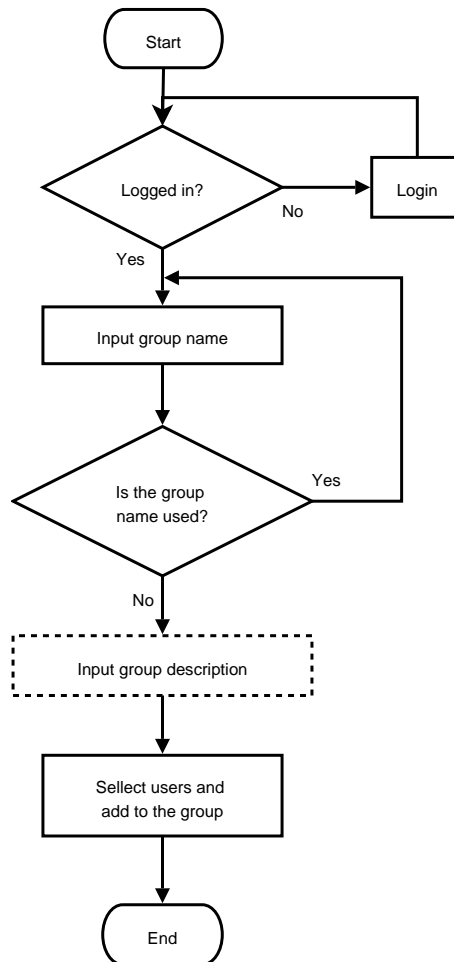 Start
Logged in?
No
Login
Yes
Input group name
Is the group
name used?
Yes
No
Input group description
Sellect users and
add to the group
End